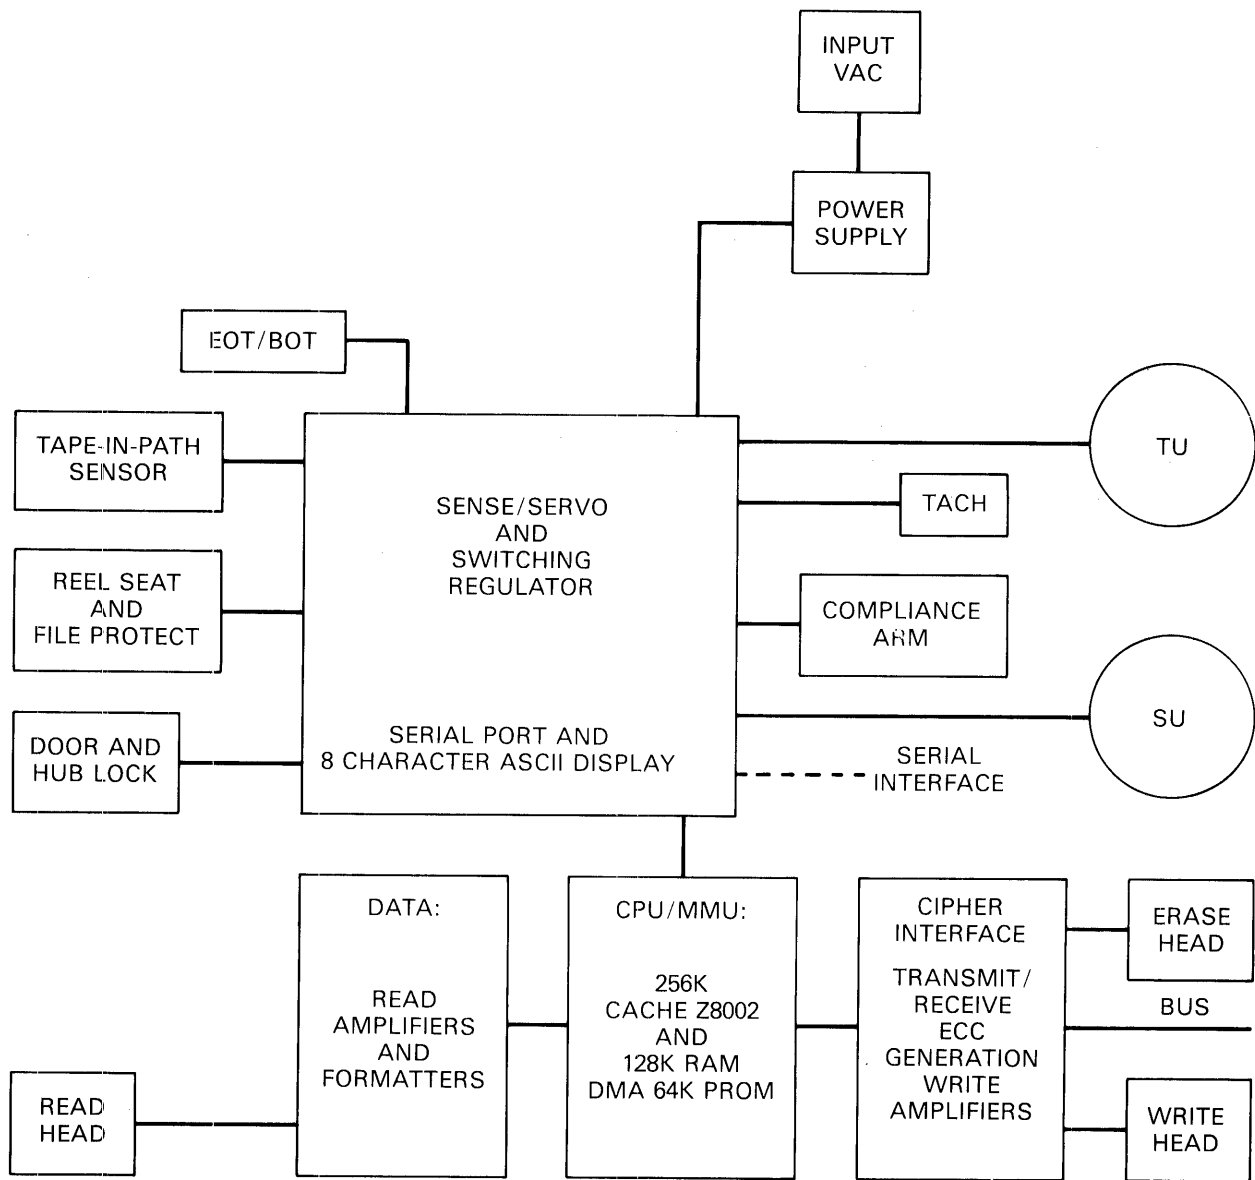 INPUT
VAC
POWER
SUPPLY
EOT/BOT
TAPE-IN-PATH
SENSOR
TU
SENSE/SERVO
AND
SWITCHING
REGULATOR
TACH
REEL SEAT
AND
FILE PROTECT
COMPLIANCE
ARM
SERIAL PORT AND
8 CHARACTER ASCII DISPLAY
DOOR AND
HUB LOCK
SU
SERIAL
INTERFACE
DATA:
READ
AMPLIFIERS
AND
FORMATTERS
CPU/MMU:
256K
CACHE Z8002
AND
128K RAM
DMA 64K PROM
CIPHER
INTERFACE
TRANSMIT/
RECEIVE
ECC
GENERATION
WRITE
AMPLIFIERS
ERASE
HEAD
BUS
READ
HEAD
WRITE
HEAD